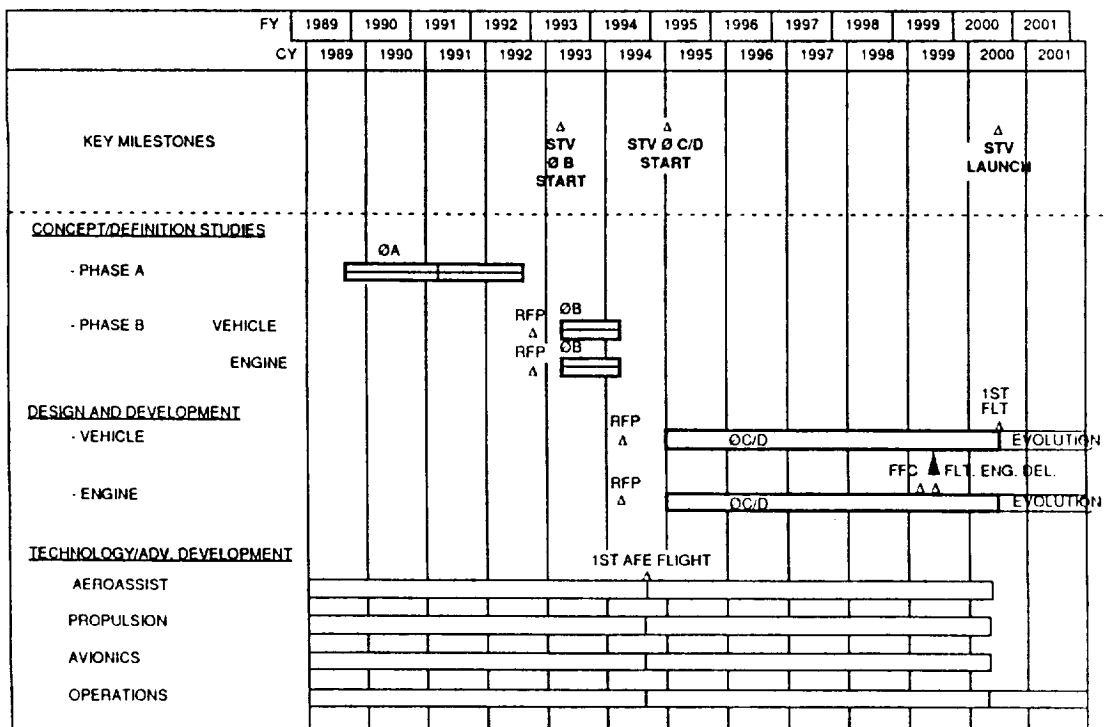 FY 1989 1990 1991 1992 1993 1994 1995 1996 1997 1998 1999 2000 2001
CY 1989 1990 1991 1992 1993 1994 1995 1996 1997 1998 1999 2000 2001
KEY MILESTONES
STV
Ø B
START
STV Ø C/D
START
STV
LAUNCH
CONCEPT/DEFINITION STUDIES
ØA
- PHASE A
- PHASE B VEHICLE
RFP ØB
ENGINE
RFP ØB
DESIGN AND DEVELOPMENT
1ST
FLT
- VEHICLE
RFP
ØC/D
EVOLUTION
FFC FLT. ENG. DEL.
- ENGINE
RFP
ØC/D
EVOLUTION
TECHNOLOGY/ADV. DEVELOPMENT
1ST AFE FLIGHT
AEROASSIST
PROPULSION
AVIONICS
OPERATIONS